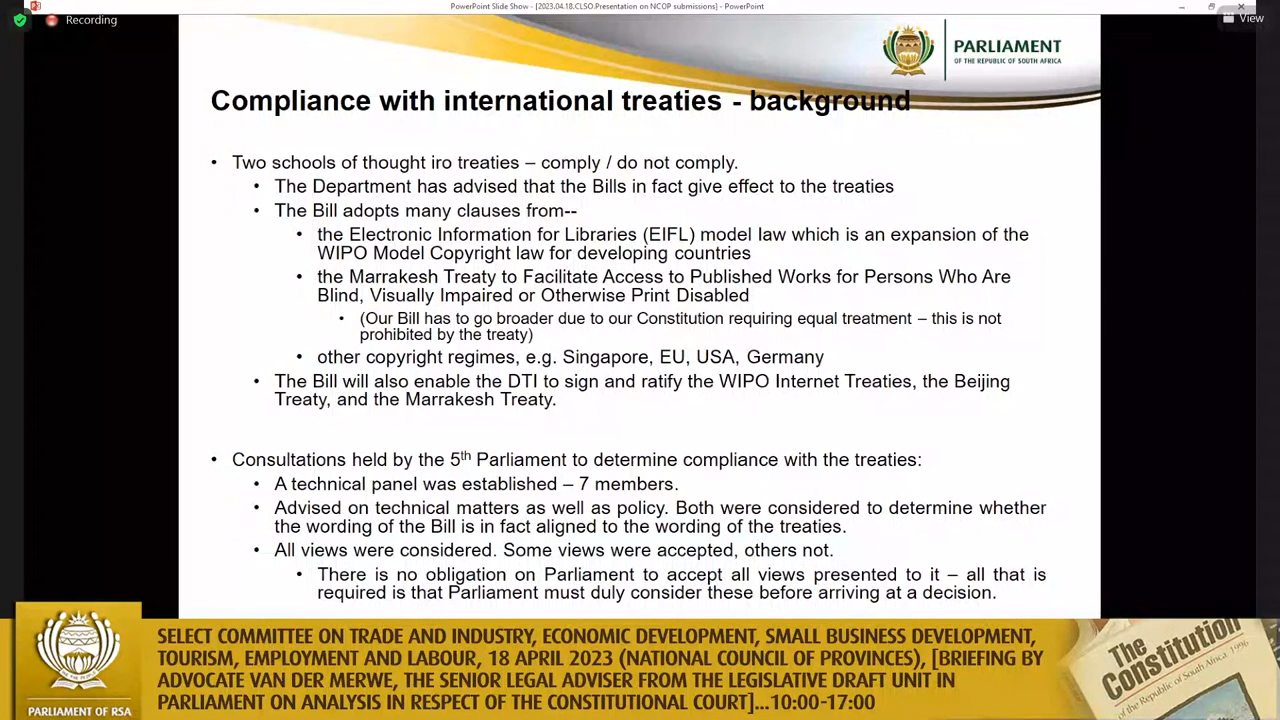 PowerPoint Slide Show - [2023.04.18.CLSO.Presentation on NCOP submissions] - PowerPoint
Recording
View
PARLIAMENT
OF THE REPUBLIC OF SOUTH AFRICA
Compliance with international treaties - background
• Two schools of thought iro treaties – comply / do not comply.
• The Department has advised that the Bills in fact give effect to the treaties
• The Bill adopts many clauses from--
• the Electronic Information for Libraries (EIFL) model law which is an expansion of the
WIPO Model Copyright law for developing countries
• the Marrakesh Treaty to Facilitate Access to Published Works for Persons Who Are
Blind, Visually Impaired or Otherwise Print Disabled
• (Our Bill has to go broader due to our Constitution requiring equal treatment – this is not
prohibited by the treaty)
• other copyright regimes, e.g. Singapore, EU, USA, Germany
• The Bill will also enable the DTI to sign and ratify the WIPO Internet Treaties, the Beijing
Treaty, and the Marrakesh Treaty.
• Consultations held by the 5th Parliament to determine compliance with the treaties:
• A technical panel was established – 7 members.
• Advised on technical matters as well as policy. Both were considered to determine whether
the wording of the Bill is in fact aligned to the wording of the treaties.
• All views were considered. Some views were accepted, others not.
• There is no obligation on Parliament to accept all views presented to it – all that is
required is that Parliament must duly consider these before arriving at a decision.
SELECT COMMITTEE ON TRADE AND INDUSTRY, ECONOMIC DEVELOPMENT, SMALL BUSINESS DEVELOPMENT,
TOURISM, EMPLOYMENT AND LABOUR, 18 APRIL 2023 (NATIONAL COUNCIL OF PROVINCES), [BRIEFING BY
ADVOCATE VAN DER MERWE, THE SENIOR LEGAL ADVISER FROM THE LEGISLATIVE DRAFT UNIT IN
PARLIAMENT ON ANALYSIS IN RESPECT OF THE CONSTITUTIONAL COURT]...10:00-17:00
PARLIAMENT OF RSA
The
Constitution
of the Republic of South Africa 1996